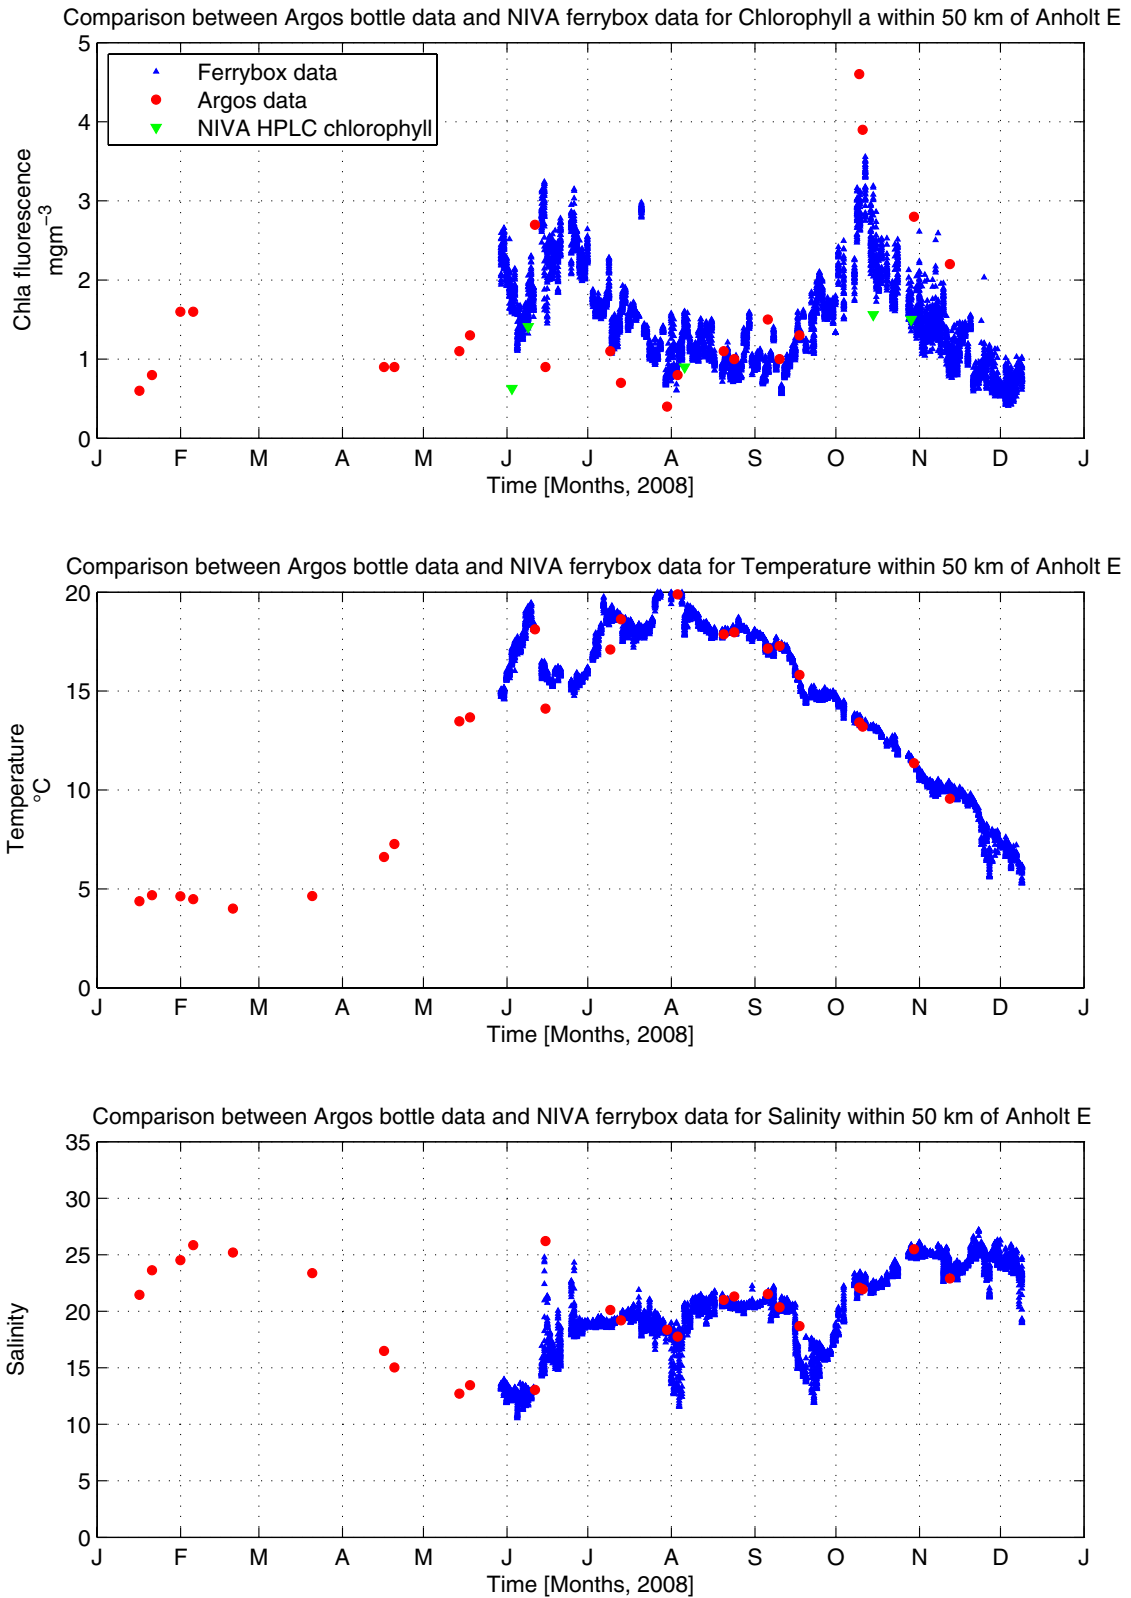 Comparison between Argos bottle data and NIVA ferrybox data for Chlorophyll a within 50 km of Anholt E
5
4
3
2
1
0
Chla fluorescence
mgm⁻³
Ferrybox data
Argos data
NIVA HPLC chlorophyll
J F M A M J J A S O N D J
Time [Months, 2008]
Comparison between Argos bottle data and NIVA ferrybox data for Temperature within 50 km of Anholt E
20
15
10
5
0
Temperature
°C
J F M A M J J A S O N D J
Time [Months, 2008]
Comparison between Argos bottle data and NIVA ferrybox data for Salinity within 50 km of Anholt E
35
30
25
20
15
10
5
0
Salinity
J F M A M J J A S O N D J
Time [Months, 2008]